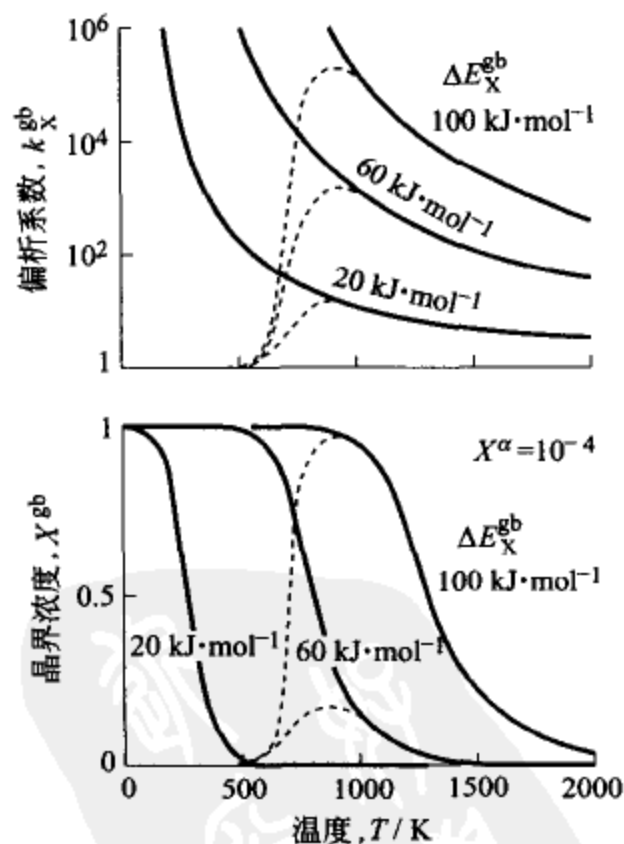 10⁶
10⁴
10²
1
偏析系数, k_X^gb
ΔE_X^gb
100 kJ·mol⁻¹
60 kJ·mol⁻¹
20 kJ·mol⁻¹
1
0.5
0
晶界浓度, X^gb
X^α=10⁻⁴
ΔE_X^gb
100 kJ·mol⁻¹
20 kJ·mol⁻¹
60 kJ·mol⁻¹
0
500
1000
1500
2000
温度, T/K